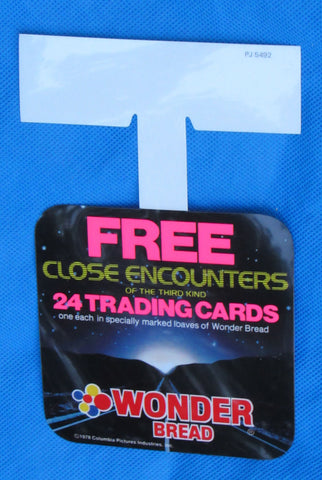 PJ 5492
FREE
CLOSE ENCOUNTERS
OF THE THIRD KIND
24 TRADING CARDS
one each in specially marked loaves of Wonder Bread
WONDER®
BREAD
©1978 Columbia Pictures Industries, Inc.